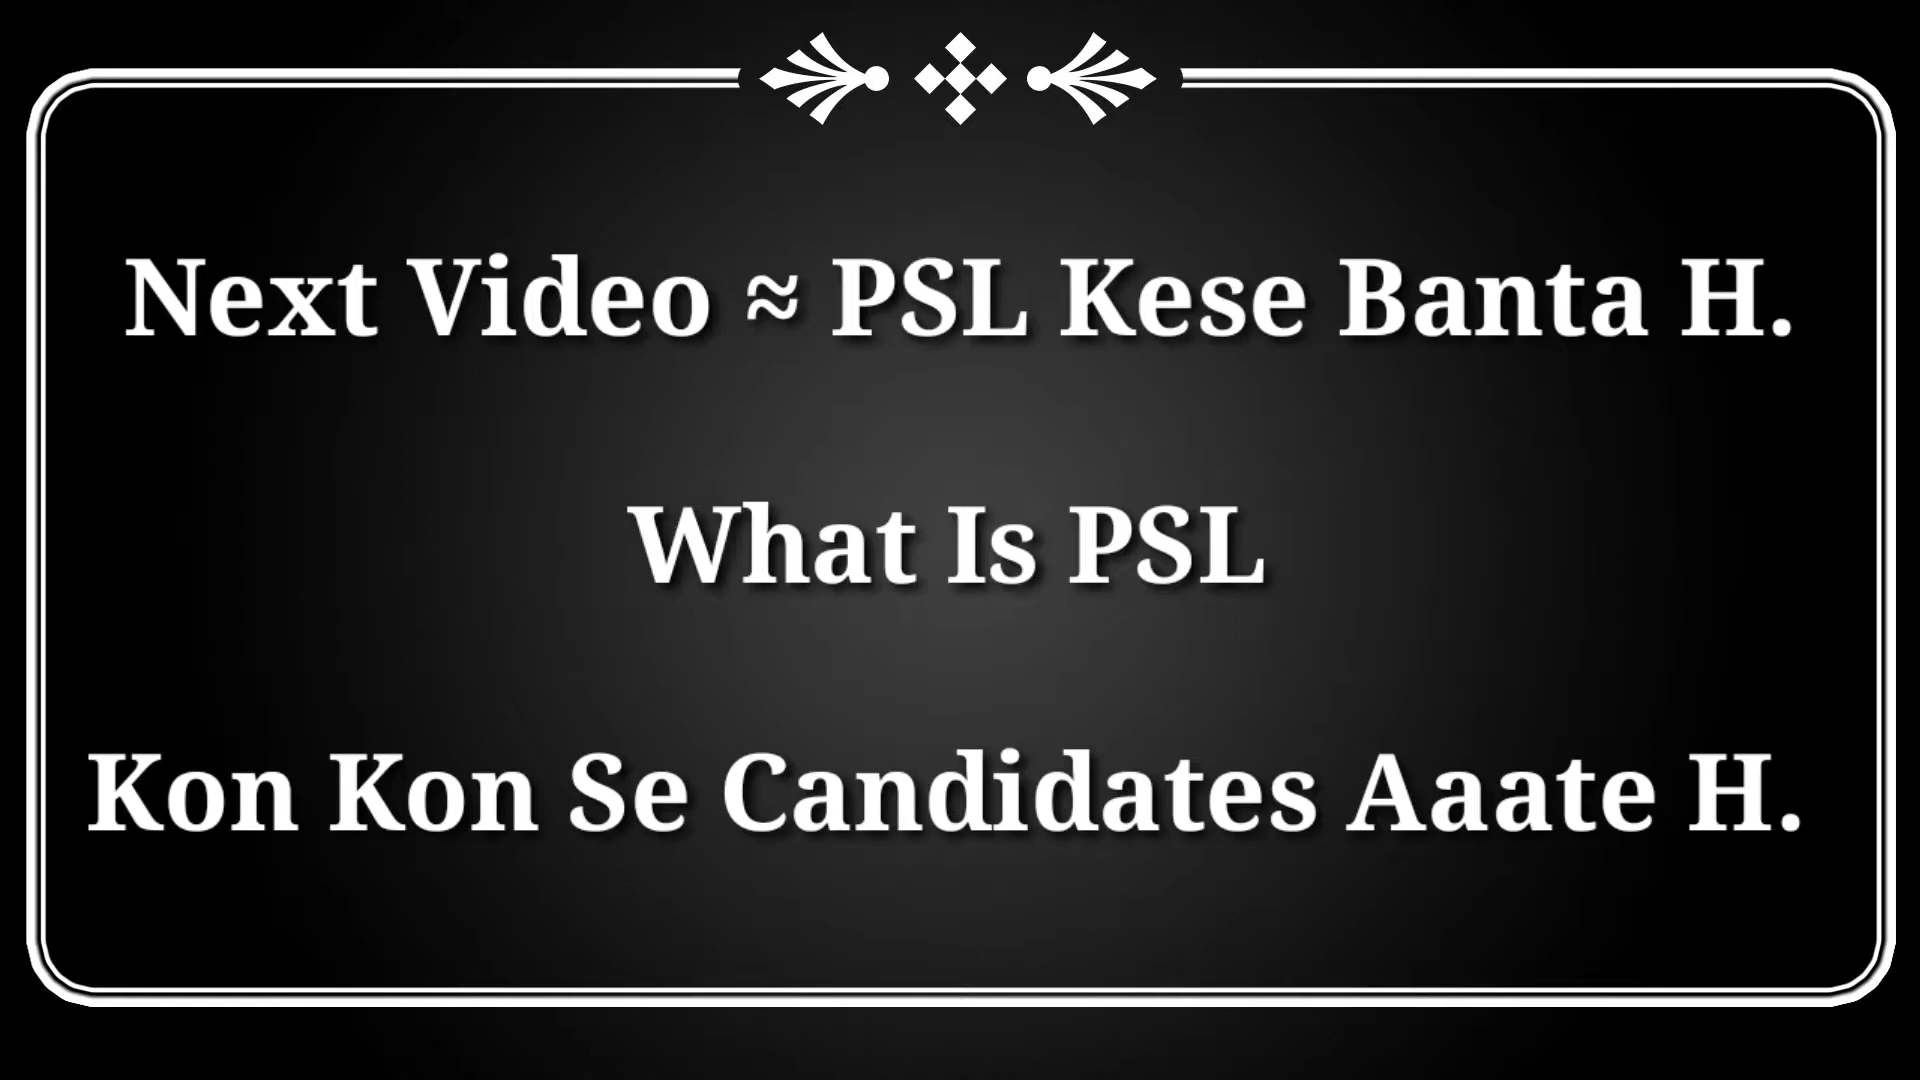 Next Video ≈ PSL Kese Banta H.
What Is PSL
Kon Kon Se Candidates Aaate H.